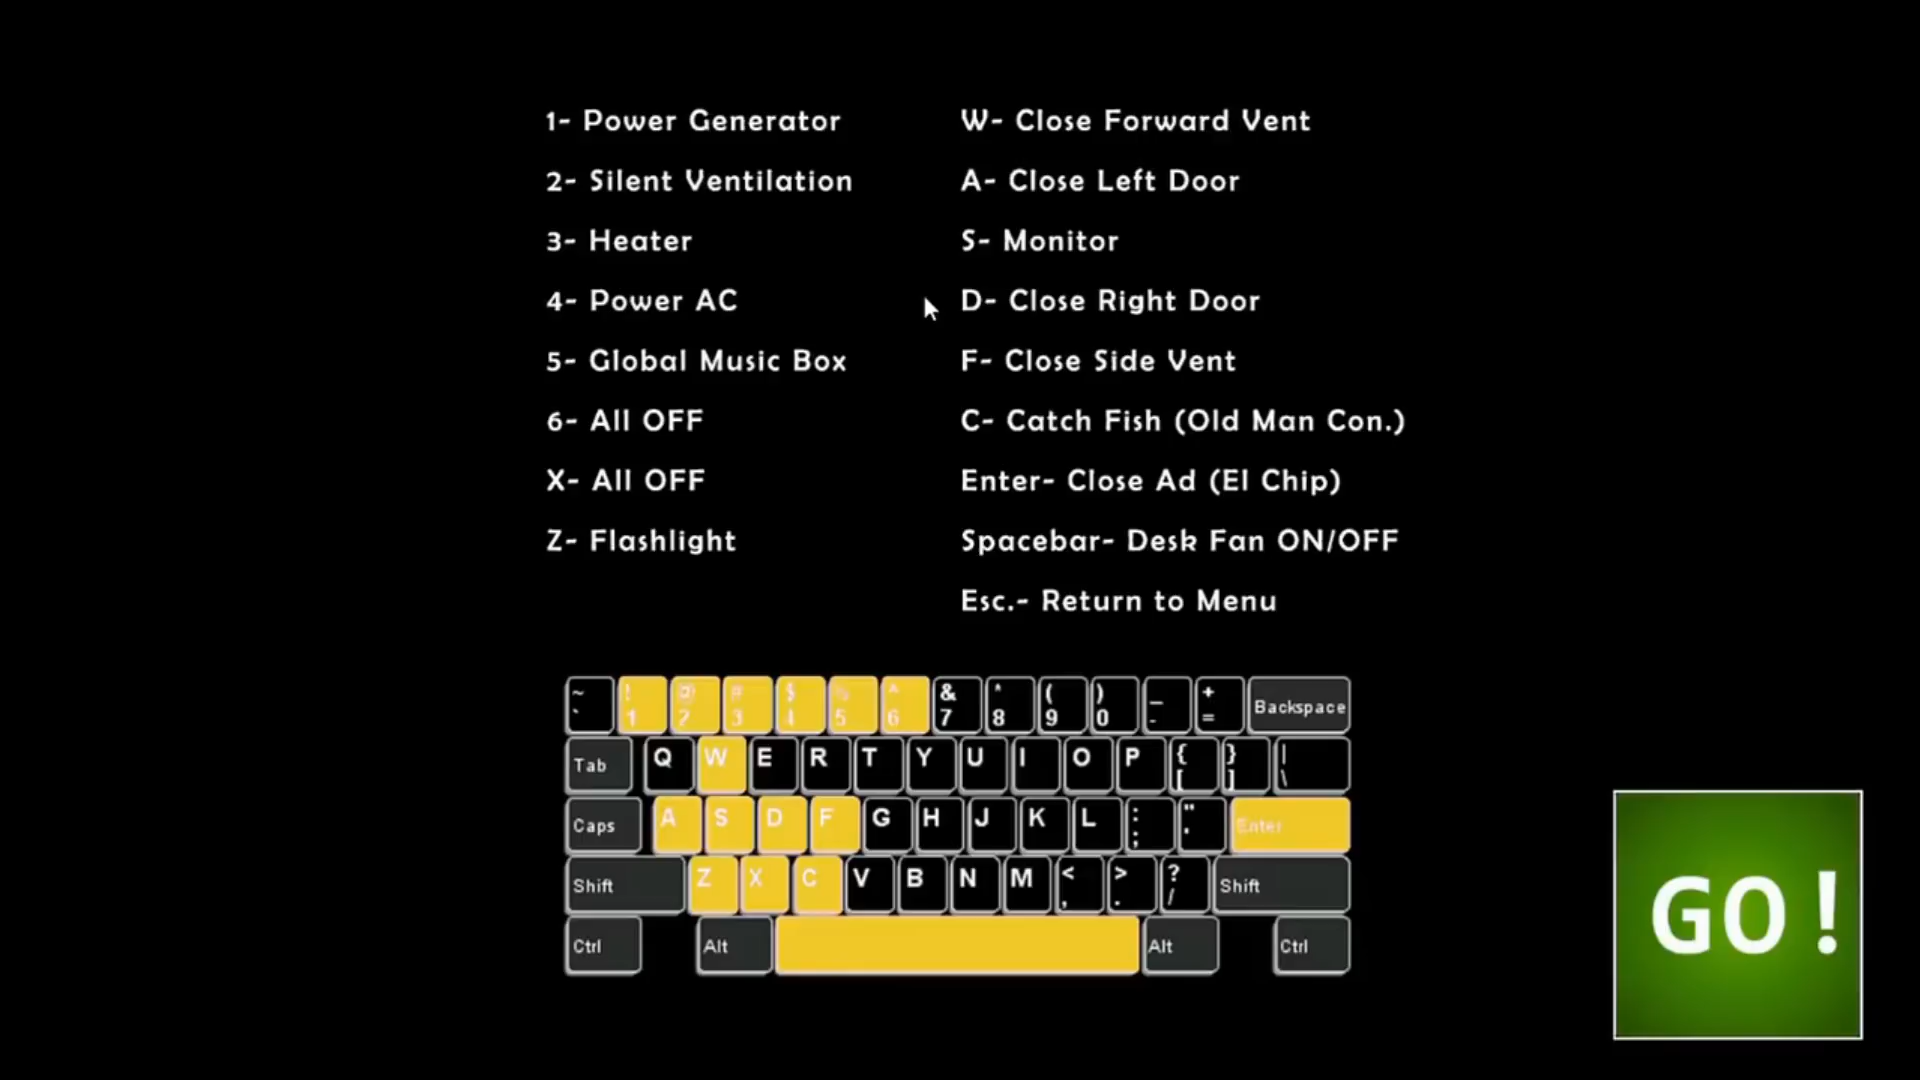 1- Power Generator
2- Silent Ventilation
3- Heater
4- Power AC
5- Global Music Box
6- All OFF
X- All OFF
Z- Flashlight
W- Close Forward Vent
A- Close Left Door
S- Monitor
D- Close Right Door
F- Close Side Vent
C- Catch Fish (Old Man Con.)
Enter- Close Ad (El Chip)
Spacebar- Desk Fan ON/OFF
Esc.- Return to Menu
~ ! @ # $ % ^ & * ( ) _ +
` 1 2 3 4 5 6 7 8 9 0 - = Backspace
Tab Q W E R T Y U I O P { } |
[ ] \
Caps A S D F G H J K L : " Enter
; '
Shift Z X C V B N M < > ? Shift
, . /
Ctrl Alt Alt Ctrl
GO!